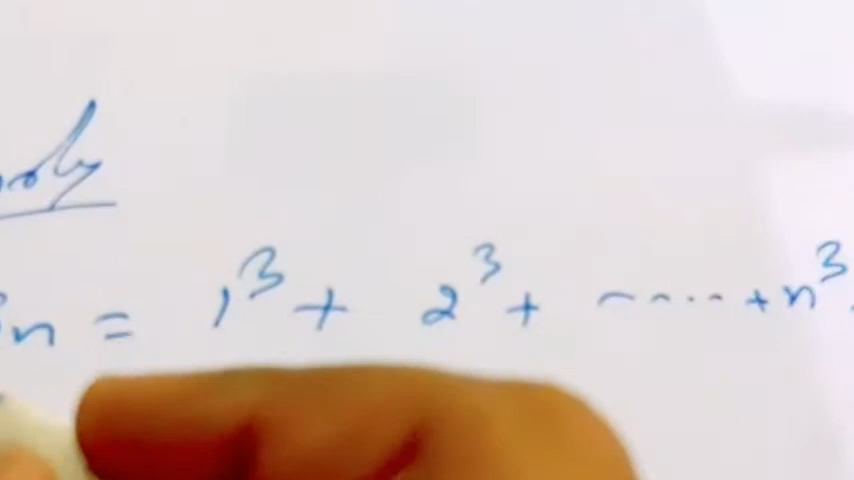 n = 1³ + 2³ + ----- + n³